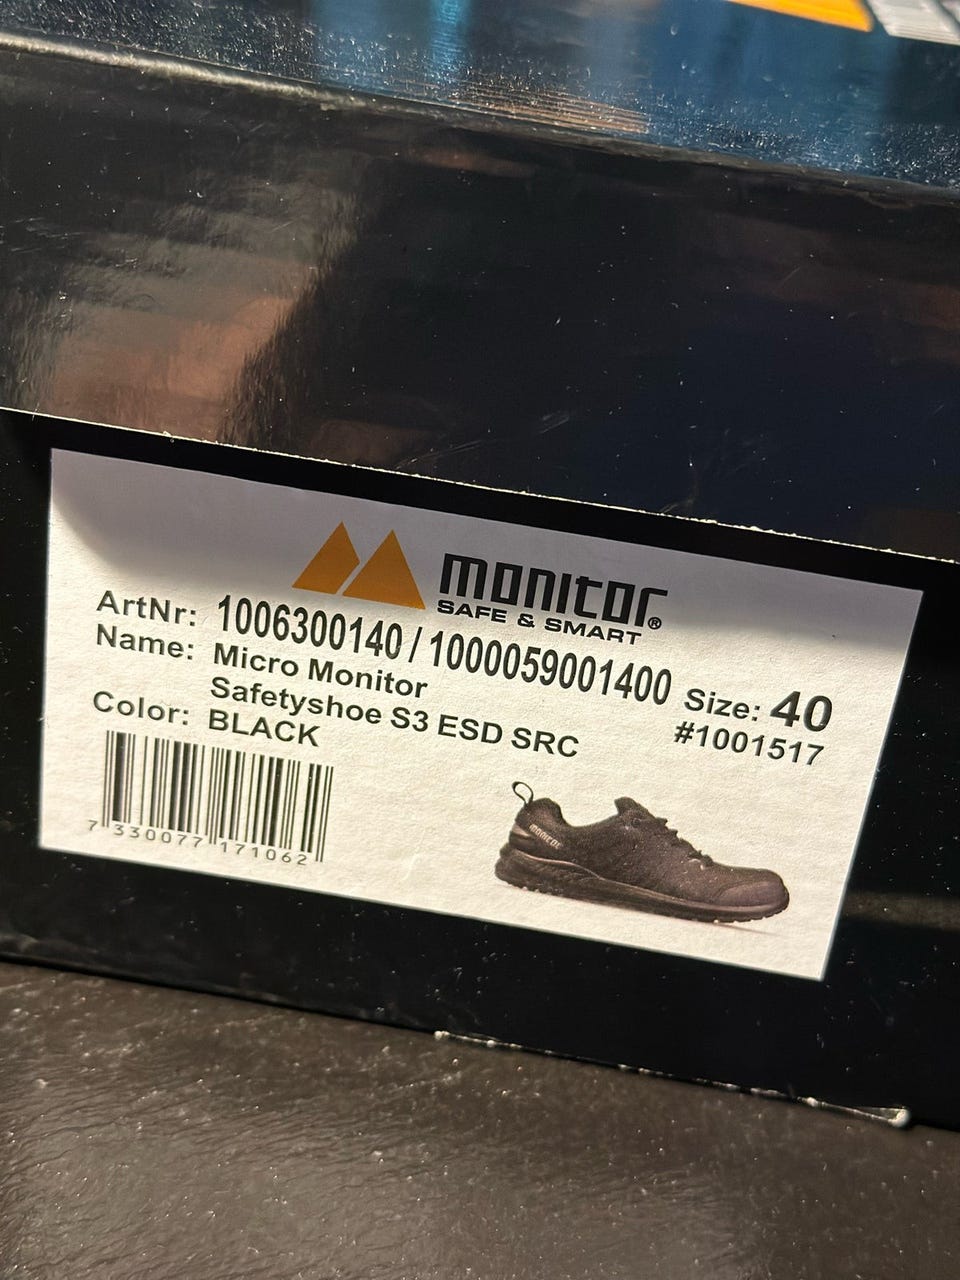 monitor®
SAFE & SMART
ArtNr: 1006300140 / 1000059001400 Size: 40
Name: Micro Monitor #1001517
Safetyshoe S3 ESD SRC
Color: BLACK
7 330077 171062
MONITOR